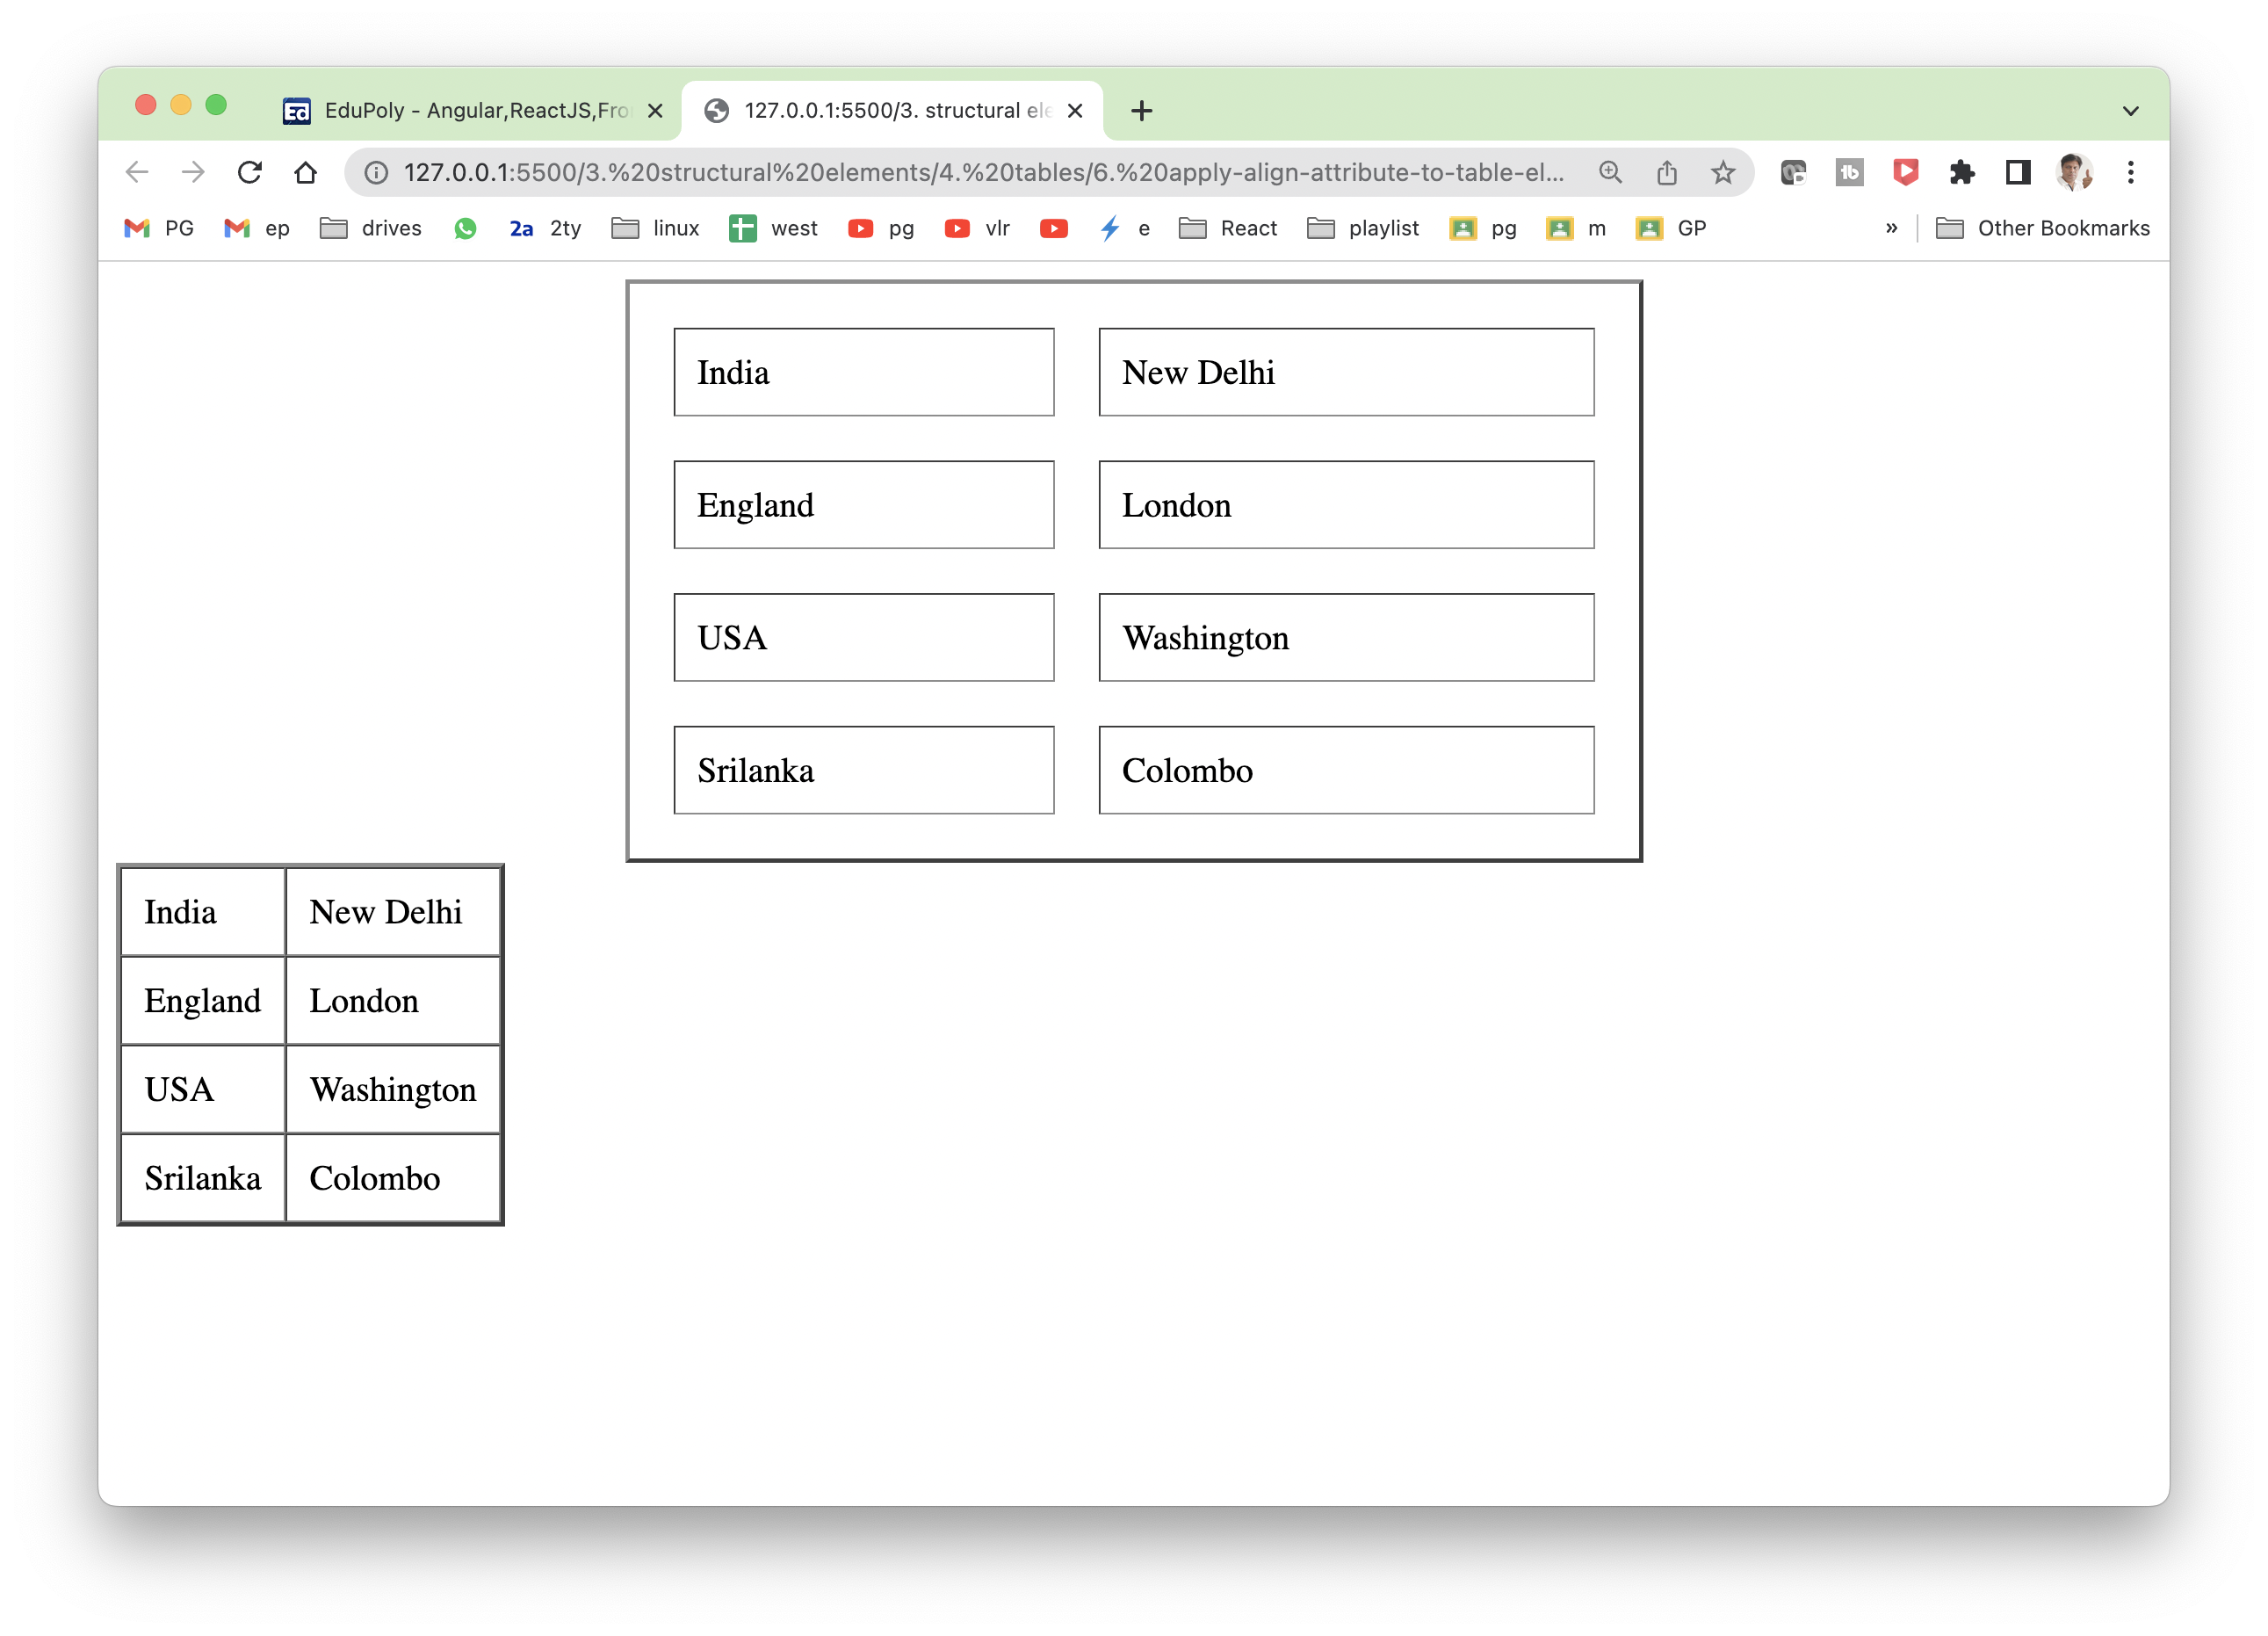 EduPoly - Angular,ReactJS,Fro
127.0.0.1:5500/3. structural ele
127.0.0.1:5500/3.%20structural%20elements/4.%20tables/6.%20apply-align-attribute-to-table-el...
PG ep drives 2a 2ty linux west pg vlr e React playlist pg m GP » Other Bookmarks
India New Delhi
England London
USA Washington
Srilanka Colombo
India New Delhi
England London
USA Washington
Srilanka Colombo